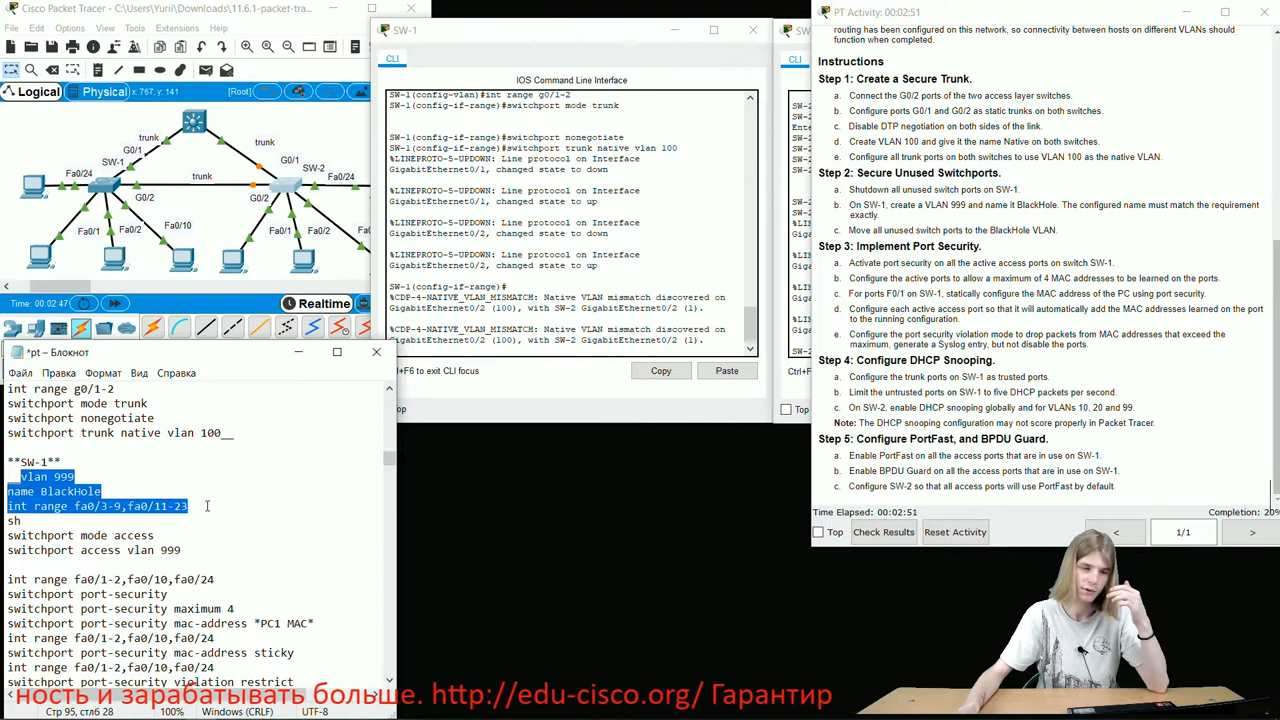 Cisco Packet Tracer - C:\Users\Yurii\Downloads\11.6.1-packet-tra...
File Edit Options View Tools Extensions Help
Logical Physical x: 767, y: 141 [Root]
trunk trunk
G0/1 G0/1
SW-1 SW-2
Fa0/24 trunk Fa0/24
G0/2 G0/2
Fa0/1 Fa0/2 Fa0/10 Fa0/1 Fa0/2
Time: 00:02:47 Realtime
SW-1
CLI
IOS Command Line Interface
SW-1(config-vlan)#int range g0/1-2
SW-1(config-if-range)#switchport mode trunk
SW-1(config-if-range)#switchport nonegotiate
SW-1(config-if-range)#switchport trunk native vlan 100
%LINEPROTO-5-UPDOWN: Line protocol on Interface
GigabitEthernet0/1, changed state to down
%LINEPROTO-5-UPDOWN: Line protocol on Interface
GigabitEthernet0/1, changed state to up
%LINEPROTO-5-UPDOWN: Line protocol on Interface
GigabitEthernet0/2, changed state to down
%LINEPROTO-5-UPDOWN: Line protocol on Interface
GigabitEthernet0/2, changed state to up
SW-1(config-if-range)#
%CDP-4-NATIVE_VLAN_MISMATCH: Native VLAN mismatch discovered on
GigabitEthernet0/2 (100), with SW-2 GigabitEthernet0/2 (1).
%CDP-4-NATIVE_VLAN_MISMATCH: Native VLAN mismatch discovered on
GigabitEthernet0/2 (100), with SW-2 GigabitEthernet0/2 (1).
l+F6 to exit CLI focus Copy Paste
op
SW
CLI
SW-2
Ente
SW-2
SW-2
SW-2
SW-2
SW-2
%LIN
Giga
%LIN
Giga
SW-2
Ctrl+F
Top
*pt – Блокнот
Файл Правка Формат Вид Справка
int range g0/1-2
switchport mode trunk
switchport nonegotiate
switchport trunk native vlan 100__
**SW-1**
__vlan 999
name BlackHole
int range fa0/3-9,fa0/11-23
sh
switchport mode access
switchport access vlan 999
int range fa0/1-2,fa0/10,fa0/24
switchport port-security
switchport port-security maximum 4
switchport port-security mac-address *PC1 MAC*
int range fa0/1-2,fa0/10,fa0/24
switchport port-security mac-address sticky
int range fa0/1-2,fa0/10,fa0/24
switchport port-security violation restrict
Стр 95, стлб 28 100% Windows (CRLF) UTF-8
PT Activity: 00:02:51
routing has been configured on this network, so connectivity between hosts on different VLANs should
function when completed.
Instructions
Step 1: Create a Secure Trunk.
a. Connect the G0/2 ports of the two access layer switches.
b. Configure ports G0/1 and G0/2 as static trunks on both switches.
c. Disable DTP negotiation on both sides of the link.
d. Create VLAN 100 and give it the name Native on both switches.
e. Configure all trunk ports on both switches to use VLAN 100 as the native VLAN.
Step 2: Secure Unused Switchports.
a. Shutdown all unused switch ports on SW-1.
b. On SW-1, create a VLAN 999 and name it BlackHole. The configured name must match the requirement
exactly.
c. Move all unused switch ports to the BlackHole VLAN.
Step 3: Implement Port Security.
a. Activate port security on all the active access ports on switch SW-1.
b. Configure the active ports to allow a maximum of 4 MAC addresses to be learned on the ports.
c. For ports F0/1 on SW-1, statically configure the MAC address of the PC using port security.
d. Configure each active access port so that it will automatically add the MAC addresses learned on the port
to the running configuration.
e. Configure the port security violation mode to drop packets from MAC addresses that exceed the
maximum, generate a Syslog entry, but not disable the ports.
Step 4: Configure DHCP Snooping.
a. Configure the trunk ports on SW-1 as trusted ports.
b. Limit the untrusted ports on SW-1 to five DHCP packets per second.
c. On SW-2, enable DHCP snooping globally and for VLANs 10, 20 and 99.
Note: The DHCP snooping configuration may not score properly in Packet Tracer.
Step 5: Configure PortFast, and BPDU Guard.
a. Enable PortFast on all the access ports that are in use on SW-1.
b. Enable BPDU Guard on all the access ports that are in use on SW-1.
c. Configure SW-2 so that all access ports will use PortFast by default.
Time Elapsed: 00:02:51 Completion: 20%
Top Check Results Reset Activity < 1/1 >
ность и зарабатывать больше. http://edu-cisco.org/ Гарантир